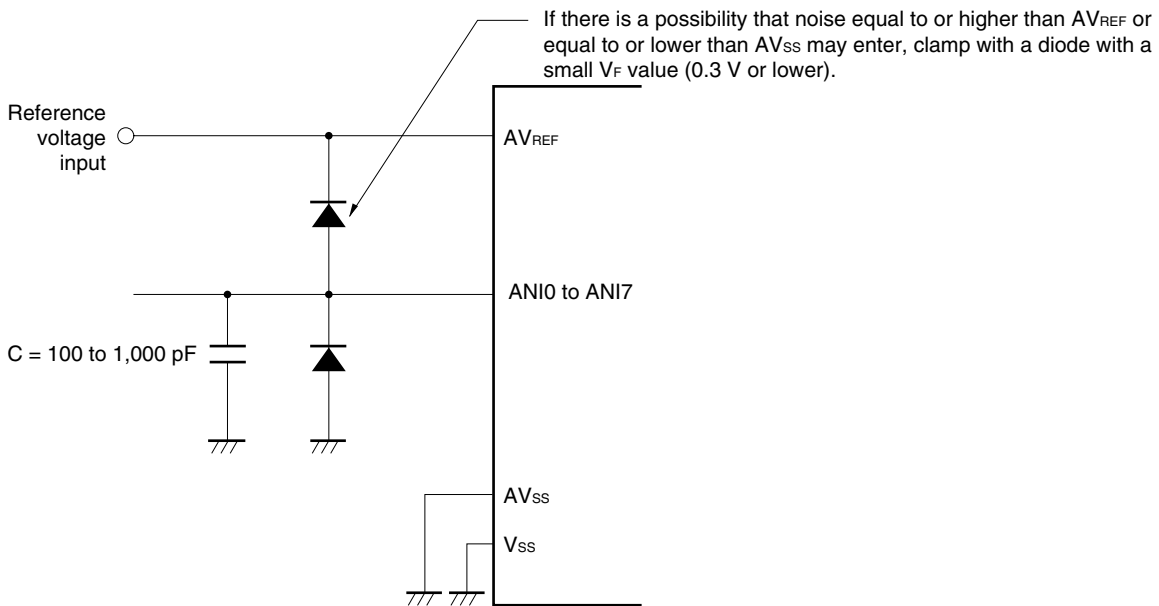 If there is a possibility that noise equal to or higher than AVREF or
equal to or lower than AVSS may enter, clamp with a diode with a
small VF value (0.3 V or lower).
Reference
voltage
input
AVREF
ANI0 to ANI7
C = 100 to 1,000 pF
AVSS
VSS